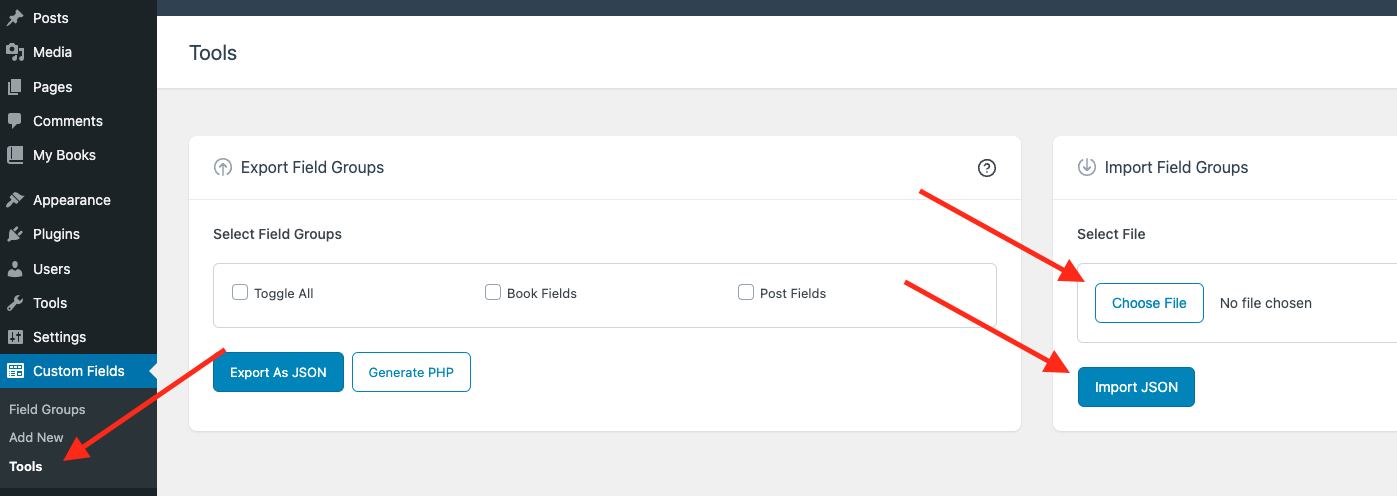 Posts
Media
Pages
Comments
My Books
Appearance
Plugins
Users
Tools
Settings
Custom Fields
Field Groups
Add New
Tools
Tools
Export Field Groups
Select Field Groups
Toggle All
Book Fields
Post Fields
Export As JSON
Generate PHP
Import Field Groups
Select File
Choose File
No file chosen
Import JSON